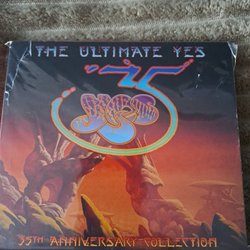 THE ULTIMATE YES
35
YES
35TH ANNIVERSARY COLLECTION